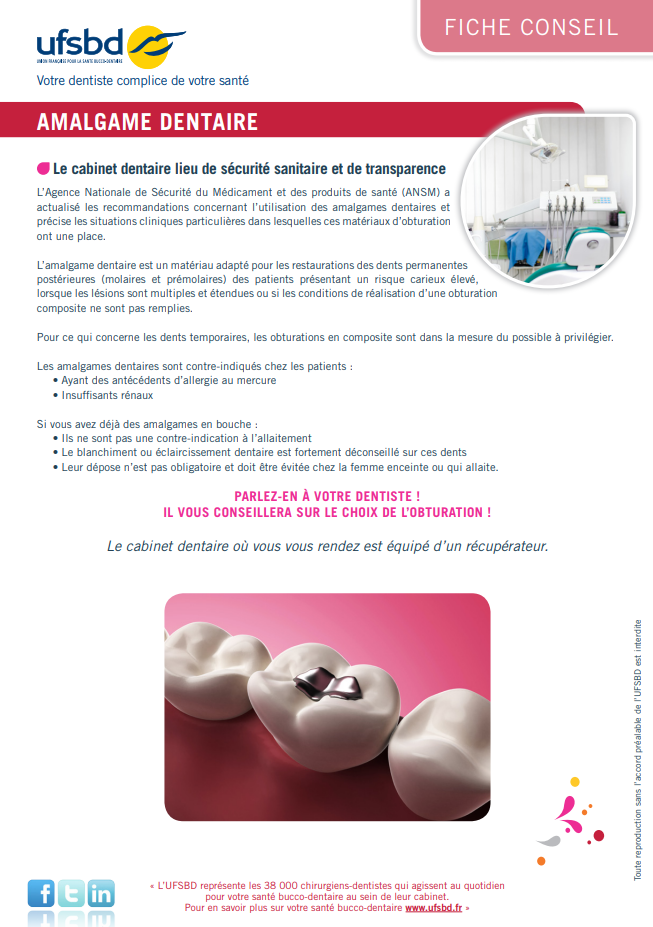 ufsbd
UNION FRANÇAISE POUR LA SANTÉ BUCCO-DENTAIRE
Votre dentiste complice de votre santé
FICHE CONSEIL
AMALGAME DENTAIRE
Le cabinet dentaire lieu de sécurité sanitaire et de transparence
L’Agence Nationale de Sécurité du Médicament et des produits de santé (ANSM) a
actualisé les recommandations concernant l’utilisation des amalgames dentaires et
précise les situations cliniques particulières dans lesquelles ces matériaux d’obturation
ont une place.
L’amalgame dentaire est un matériau adapté pour les restaurations des dents permanentes
postérieures (molaires et prémolaires) des patients présentant un risque carieux élevé,
lorsque les lésions sont multiples et étendues ou si les conditions de réalisation d’une obturation
composite ne sont pas remplies.
Pour ce qui concerne les dents temporaires, les obturations en composite sont dans la mesure du possible à privilégier.
Les amalgames dentaires sont contre-indiqués chez les patients :
• Ayant des antécédents d’allergie au mercure
• Insuffisants rénaux
Si vous avez déjà des amalgames en bouche :
• Ils ne sont pas une contre-indication à l’allaitement
• Le blanchiment ou éclaircissement dentaire est fortement déconseillé sur ces dents
• Leur dépose n’est pas obligatoire et doit être évitée chez la femme enceinte ou qui allaite.
PARLEZ-EN À VOTRE DENTISTE !
IL VOUS CONSEILLERA SUR LE CHOIX DE L’OBTURATION !
Le cabinet dentaire où vous vous rendez est équipé d’un récupérateur.
Toute reproduction sans l’accord préalable de l’UFSBD est interdite
f t in
« L’UFSBD représente les 38 000 chirurgiens-dentistes qui agissent au quotidien
pour votre santé bucco-dentaire au sein de leur cabinet.
Pour en savoir plus sur votre santé bucco-dentaire www.ufsbd.fr »